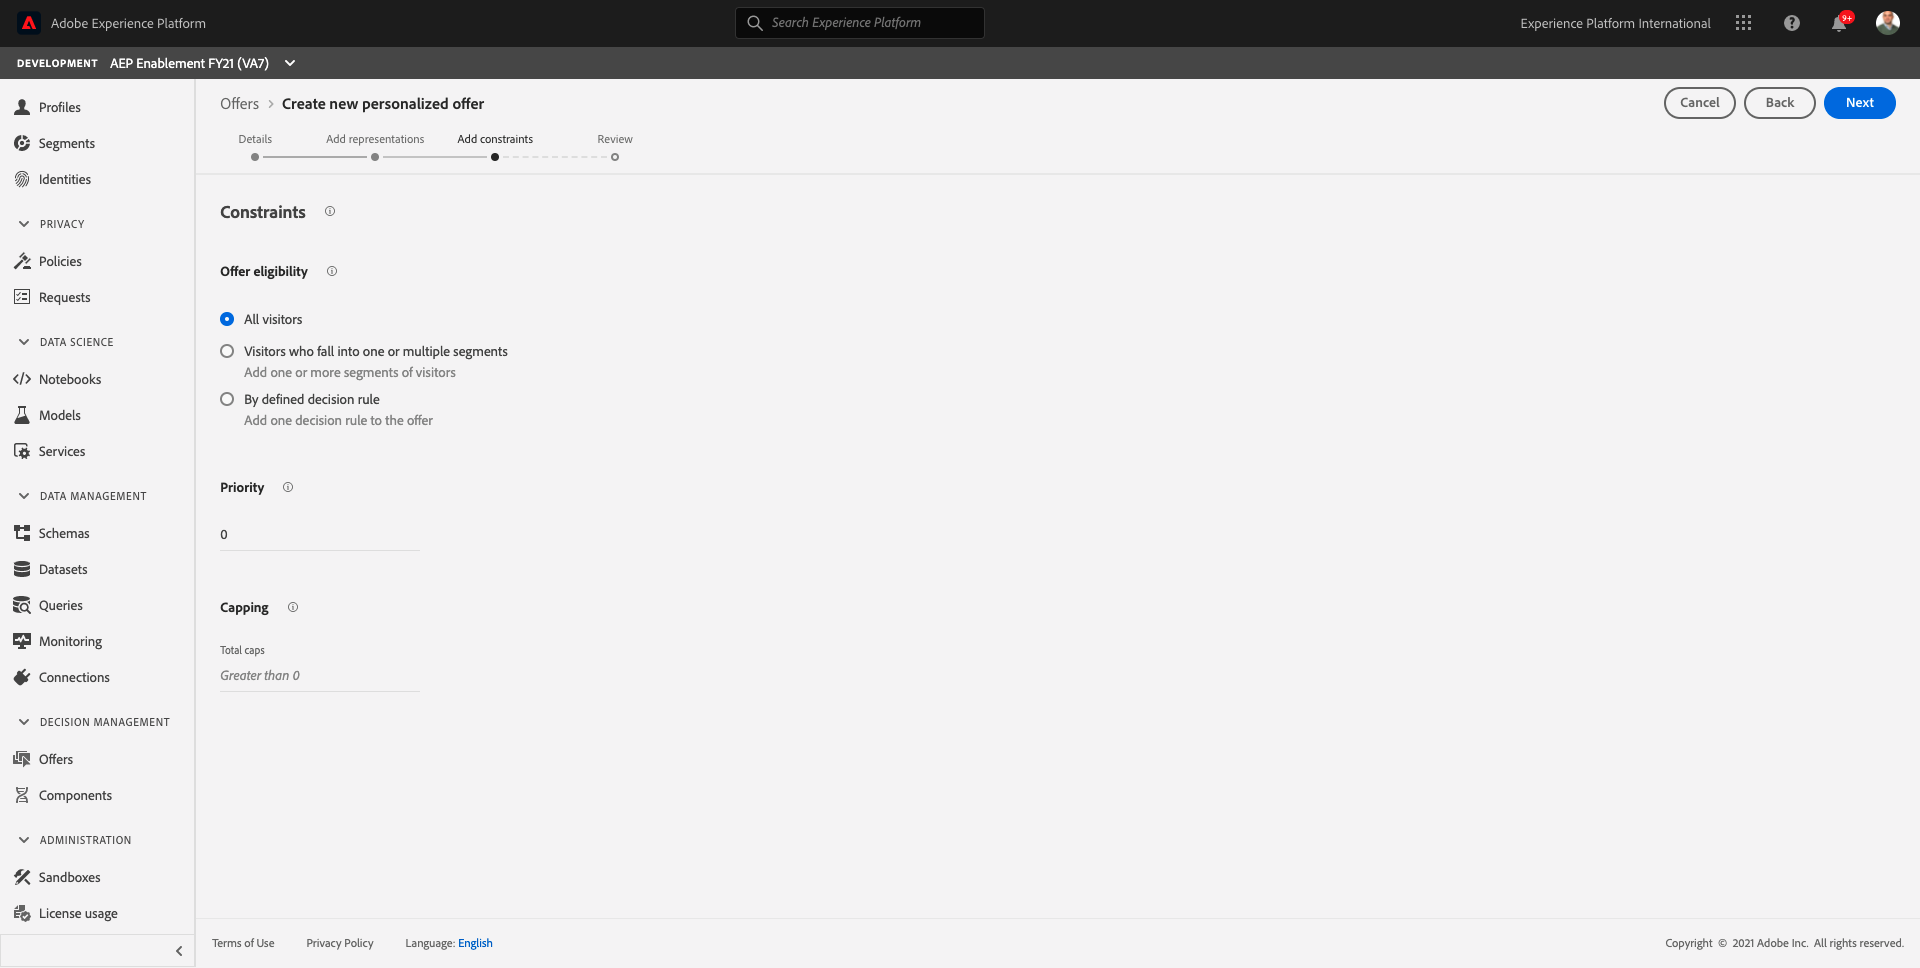 Adobe Experience Platform
Search Experience Platform
Experience Platform International
9+
DEVELOPMENT AEP Enablement FY21 (VA7)
Profiles
Segments
Identities
PRIVACY
Policies
Requests
DATA SCIENCE
Notebooks
Models
Services
DATA MANAGEMENT
Schemas
Datasets
Queries
Monitoring
Connections
DECISION MANAGEMENT
Offers
Components
ADMINISTRATION
Sandboxes
License usage
Offers > Create new personalized offer
Cancel
Back
Next
Details
Add representations
Add constraints
Review
Constraints
Offer eligibility
All visitors
Visitors who fall into one or multiple segments
Add one or more segments of visitors
By defined decision rule
Add one decision rule to the offer
Priority
0
Capping
Total caps
Greater than 0
Terms of Use
Privacy Policy
Language: English
Copyright © 2021 Adobe Inc. All rights reserved.